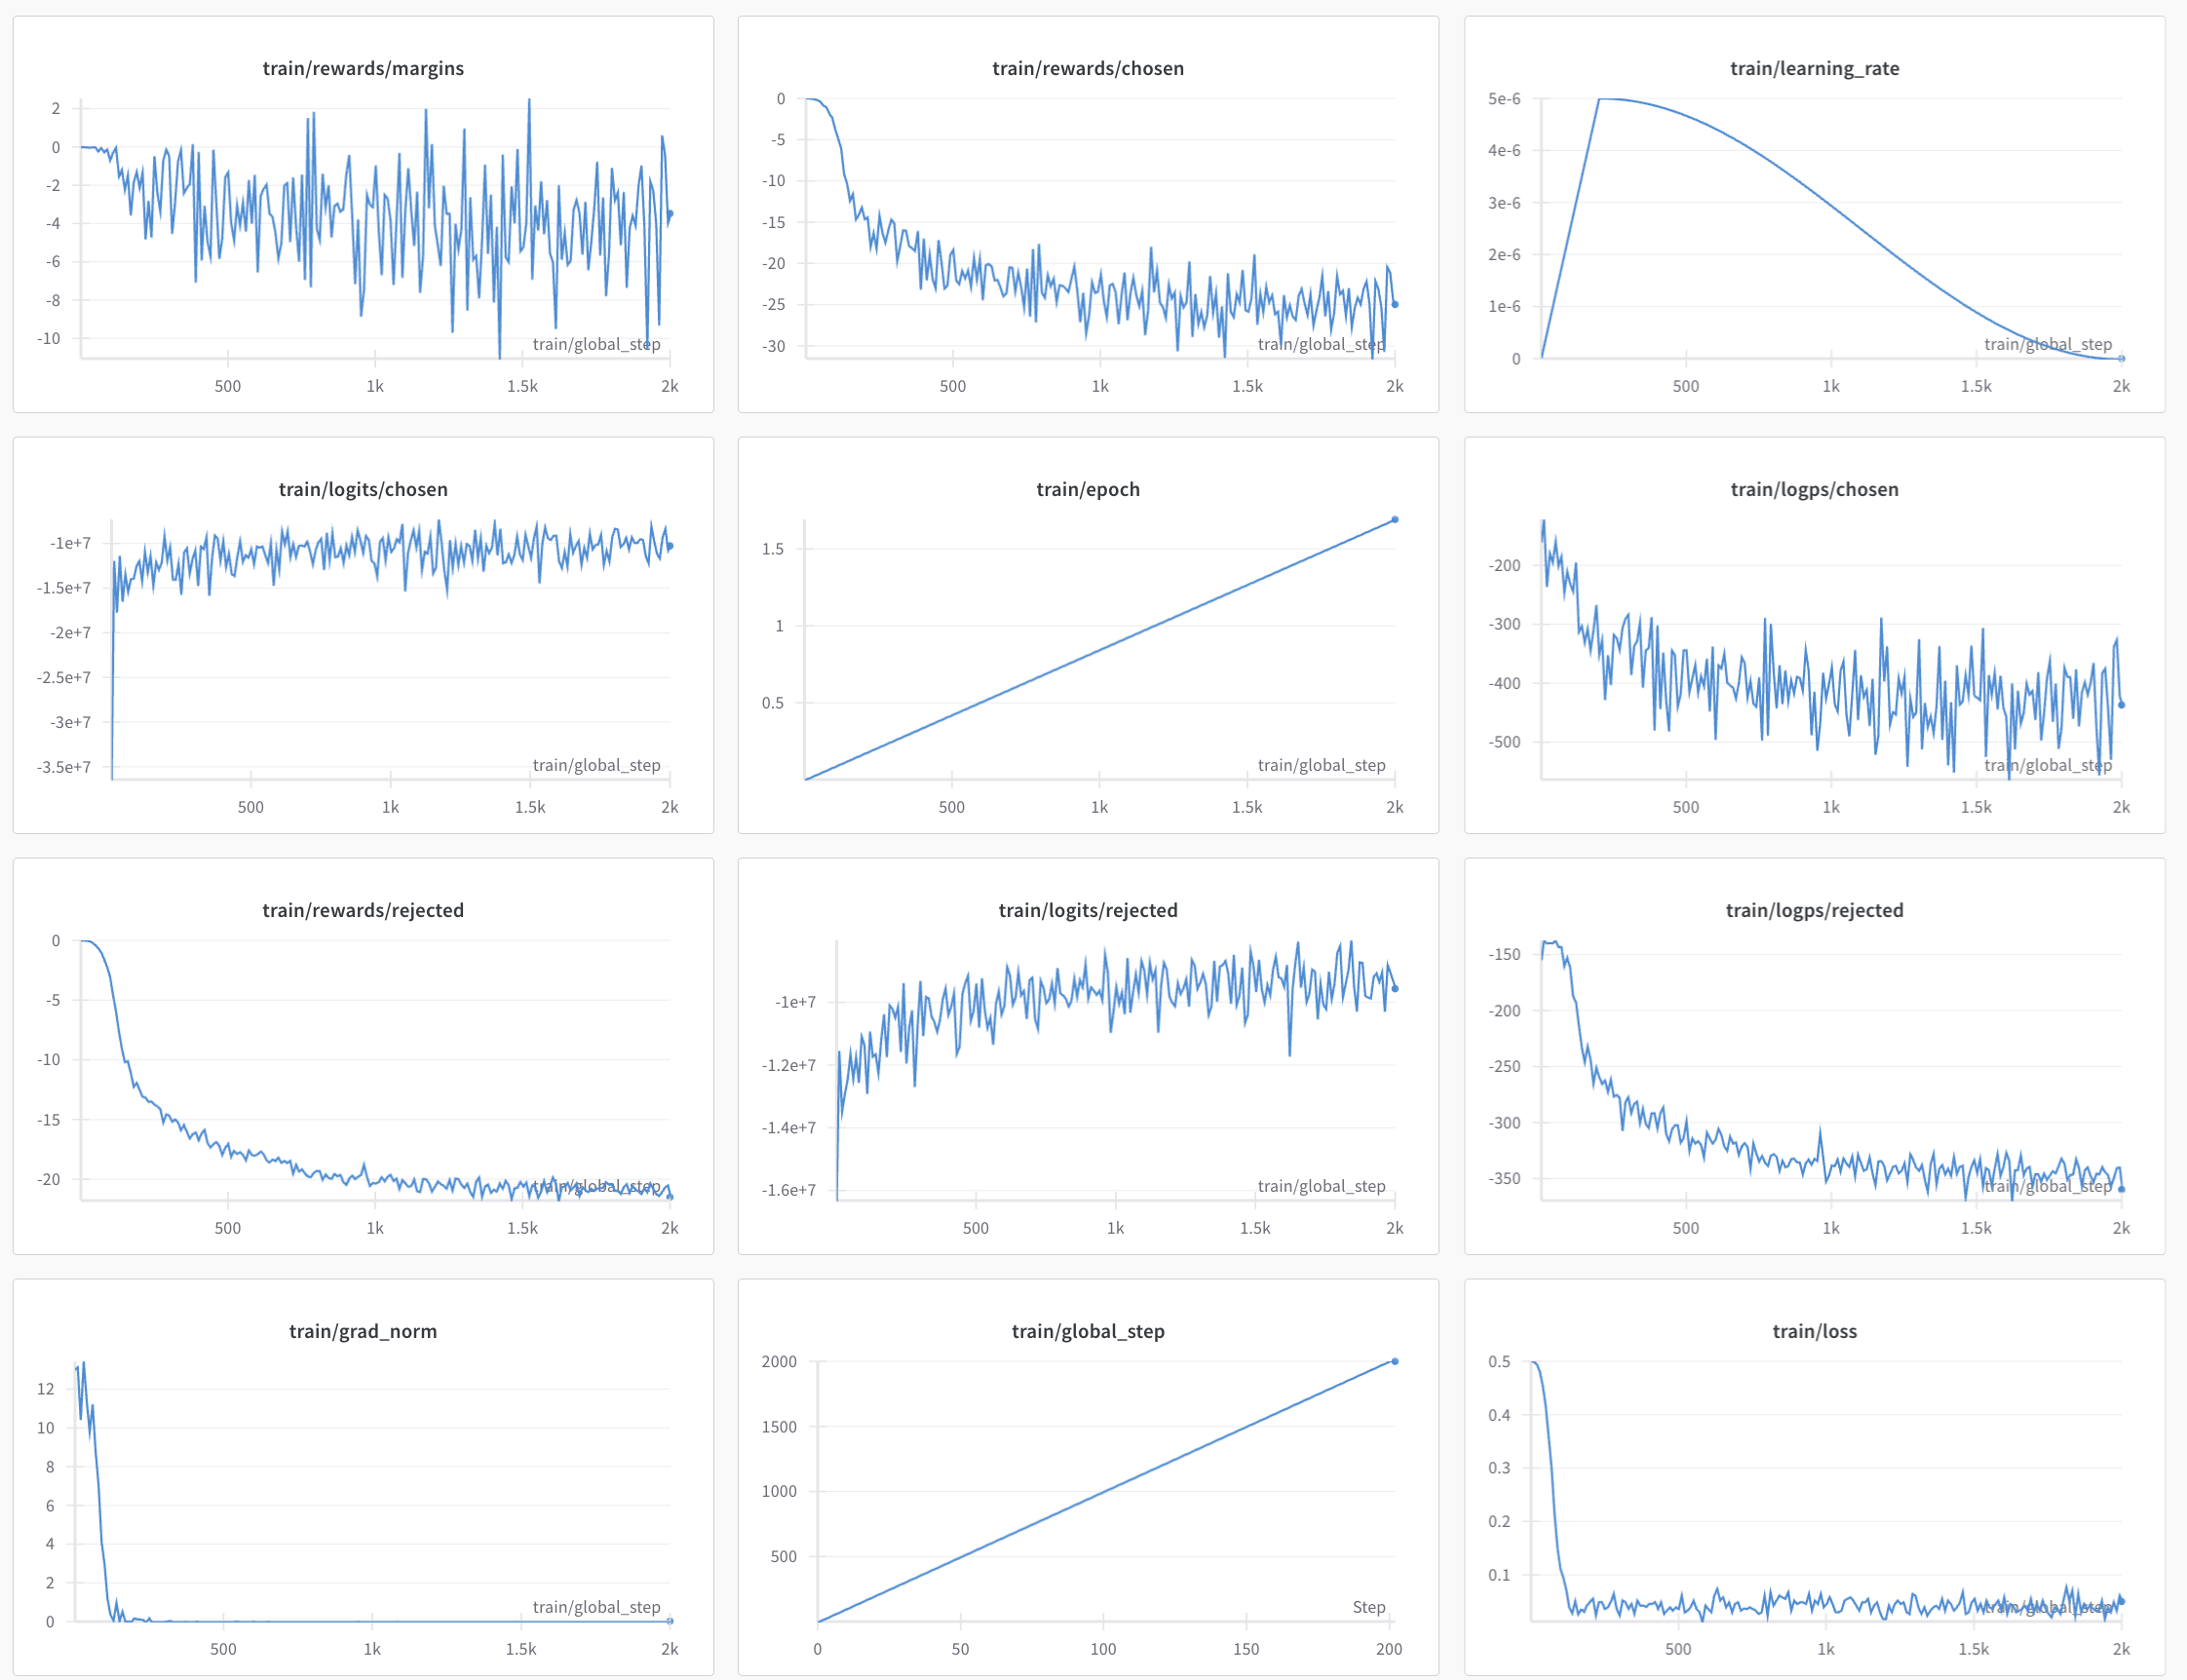 train/rewards/margins
2
0
-2
-4
-6
-8
-10
train/global_step
500
1k
1.5k
2k
train/rewards/chosen
0
-5
-10
-15
-20
-25
-30
train/global_step
500
1k
1.5k
2k
train/learning_rate
5e-6
4e-6
3e-6
2e-6
1e-6
0
train/global_step
500
1k
1.5k
2k
train/logits/chosen
-1e+7
-1.5e+7
-2e+7
-2.5e+7
-3e+7
-3.5e+7
train/global_step
500
1k
1.5k
2k
train/epoch
1.5
1
0.5
train/global_step
500
1k
1.5k
2k
train/logps/chosen
-200
-300
-400
-500
train/global_step
500
1k
1.5k
2k
train/rewards/rejected
0
-5
-10
-15
-20
train/global_step
500
1k
1.5k
2k
train/logits/rejected
-1e+7
-1.2e+7
-1.4e+7
-1.6e+7
train/global_step
500
1k
1.5k
2k
train/logps/rejected
-150
-200
-250
-300
-350
train/global_step
500
1k
1.5k
2k
train/grad_norm
12
10
8
6
4
2
0
train/global_step
500
1k
1.5k
2k
train/global_step
2000
1500
1000
500
Step
0
50
100
150
200
train/loss
0.5
0.4
0.3
0.2
0.1
train/global_step
500
1k
1.5k
2k